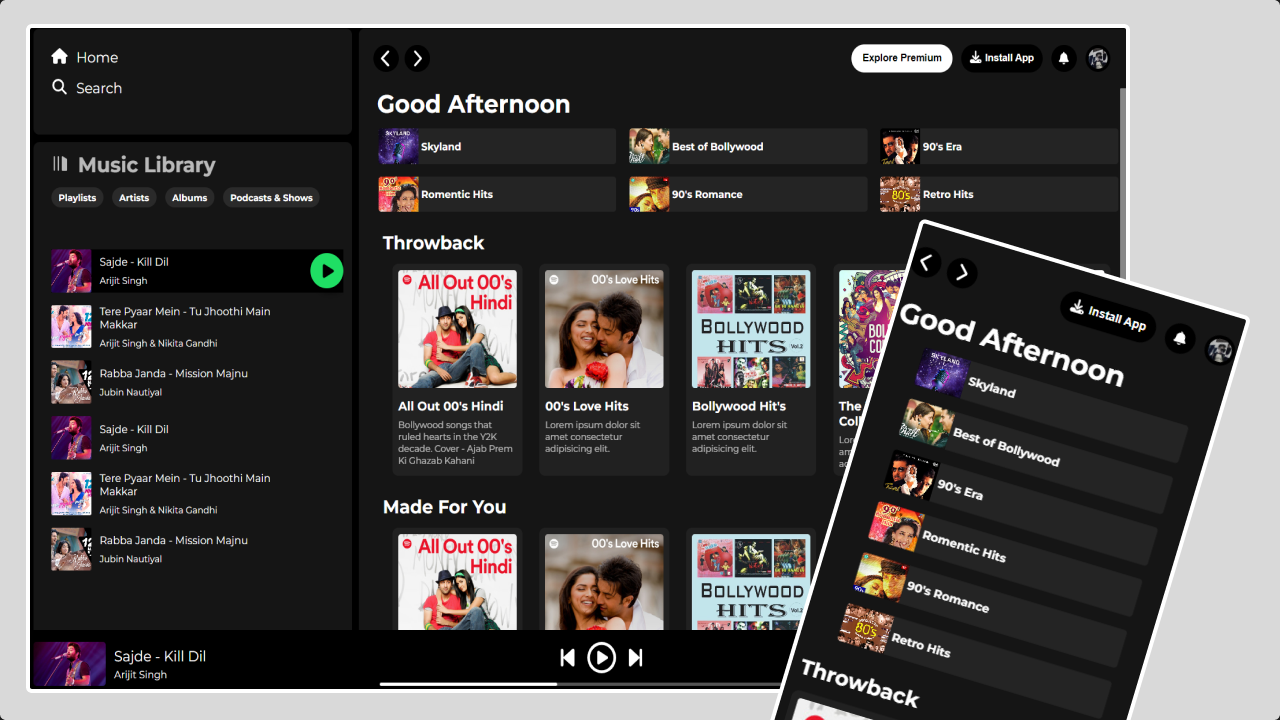 Home
Search
Music Library
Playlists Artists Albums Podcasts & Shows
Sajde - Kill Dil
Arijit Singh
Tere Pyaar Mein - Tu Jhoothi Main
Makkar
Arijit Singh & Nikita Gandhi
Rabba Janda - Mission Majnu
Jubin Nautiyal
Sajde - Kill Dil
Arijit Singh
Tere Pyaar Mein - Tu Jhoothi Main
Makkar
Arijit Singh & Nikita Gandhi
Rabba Janda - Mission Majnu
Jubin Nautiyal
Explore Premium Install App
Good Afternoon
SKYLAND
Skyland
Best of Bollywood
90's Era
Romentic Hits
90's Romance
80's
Retro Hits
Throwback
All Out 00's
Hindi
All Out 00's Hindi
Bollywood songs that
ruled hearts in the Y2K
decade. Cover - Ajab Prem
Ki Ghazab Kahani
00's Love Hits
00's Love Hits
Lorem ipsum dolor sit
amet consectetur
adipisicing elit.
BOLLYWOOD
HITS Vol.2
Bollywood Hit's
Lorem ipsum dolor sit
amet consectetur
adipisicing elit.
The
Made For You
All Out 00's
Hindi
00's Love Hits
BOLLYWOOD
HITS Vol.2
Sajde - Kill Dil
Arijit Singh
Install App
Good Afternoon
SKYLAND
Skyland
Best of Bollywood
90's Era
Romentic Hits
90's Romance
80's
Retro Hits
Throwback